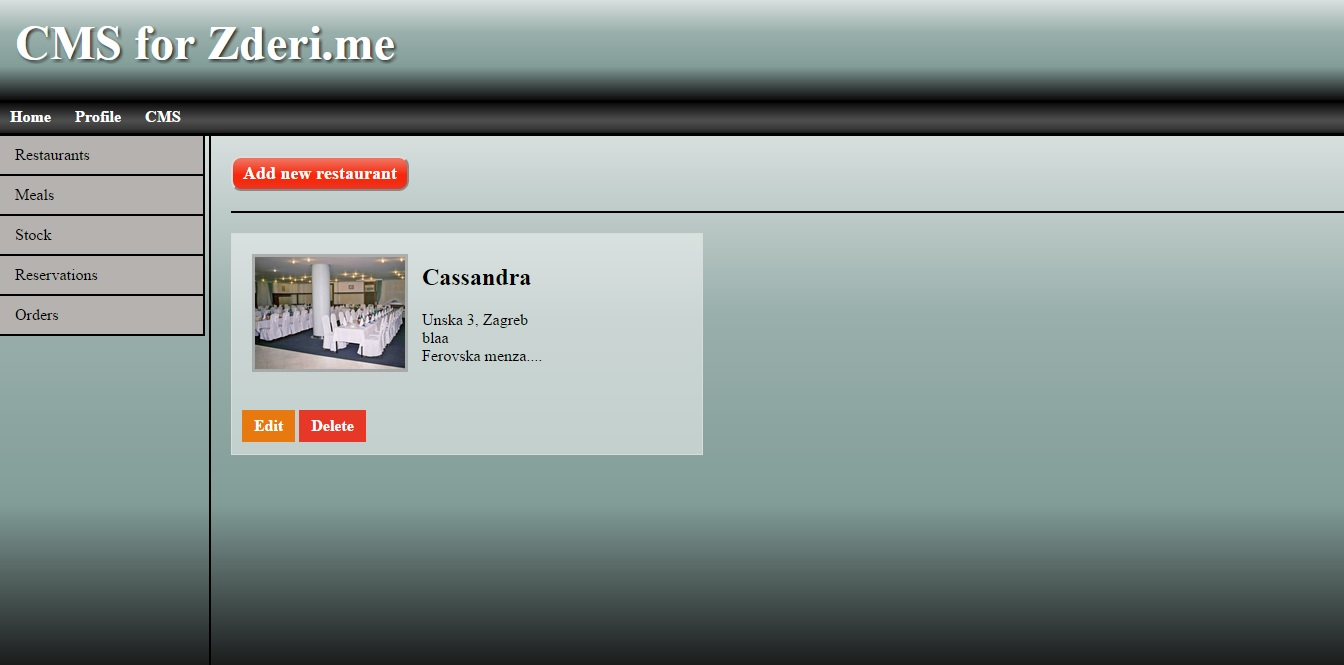 CMS for Zderi.me
Home Profile CMS
Restaurants
Meals
Stock
Reservations
Orders
Add new restaurant
Cassandra
Unska 3, Zagreb
blaa
Ferovska menza....
Edit Delete